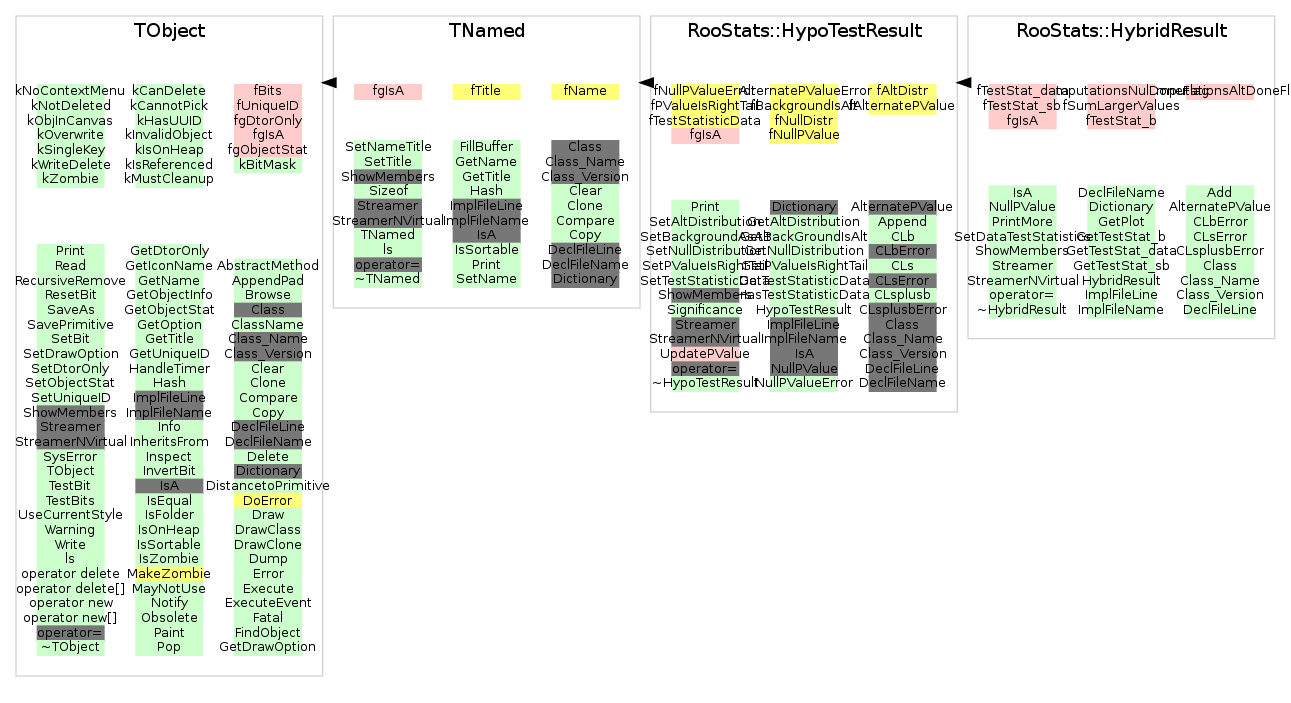 TObject
kNoContextMenu kCanDelete fBits
kNotDeleted kCannotPick fUniqueID
kObjInCanvas kHasUUID fgDtorOnly
kOverwrite kInvalidObject fgIsA
kSingleKey kIsOnHeap fgObjectStat
kWriteDelete kIsReferenced kBitMask
kZombie kMustCleanup
Print GetDtorOnly
Read GetIconName AbstractMethod
RecursiveRemove GetName AppendPad
ResetBit GetObjectInfo Browse
SaveAs GetObjectStat Class
SavePrimitive GetOption ClassName
SetBit GetTitle Class_Name
SetDrawOption GetUniqueID Class_Version
SetDtorOnly HandleTimer Clear
SetObjectStat Hash Clone
SetUniqueID ImplFileLine Compare
ShowMembers ImplFileName Copy
Streamer Info DeclFileLine
StreamerNVirtual InheritsFrom DeclFileName
SysError Inspect Delete
TObject InvertBit Dictionary
TestBit IsA DistancetoPrimitive
TestBits IsEqual DoError
UseCurrentStyle IsFolder Draw
Warning IsOnHeap DrawClass
Write IsSortable DrawClone
ls IsZombie Dump
operator delete MakeZombie Error
operator delete[] MayNotUse Execute
operator new Notify ExecuteEvent
operator new[] Obsolete Fatal
operator= Paint FindObject
~TObject Pop GetDrawOption
TNamed
fgIsA fTitle fName
SetNameTitle FillBuffer Class
SetTitle GetName Class_Name
ShowMembers GetTitle Class_Version
Sizeof Hash Clear
Streamer ImplFileLine Clone
StreamerNVirtual ImplFileName Compare
TNamed IsA Copy
ls IsSortable DeclFileLine
operator= Print DeclFileName
~TNamed SetName Dictionary
RooStats::HypoTestResult
fNullPValueError AlternatePValueError fAltDistr
fPValueIsRightTail fBackgroundIsAlt fAlternatePValue
fTestStatisticData fNullDistr
fgIsA fNullPValue
Print Dictionary AlternatePValue
SetAltDistribution GetAltDistribution Append
SetBackgroundAsAlt GetBackGroundIsAlt CLb
SetNullDistribution GetNullDistribution CLbError
SetPValueIsRightTail GetPValueIsRightTail CLs
SetTestStatisticData GetTestStatisticData CLsError
ShowMembers HasTestStatisticData CLsplusb
Significance HypoTestResult CLsplusbError
Streamer ImplFileLine Class
StreamerNVirtual ImplFileName Class_Name
UpdatePValue IsA Class_Version
operator= NullPValue DeclFileLine
~HypoTestResult NullPValueError DeclFileName
RooStats::HybridResult
fTestStat_data
fTestStat_sb fSumLargerValues
fgIsA fTestStat_b
IsA DeclFileName Add
NullPValue Dictionary AlternatePValue
PrintMore GetPlot CLbError
SetDataTestStatistics GetTestStat_b CLsError
ShowMembers GetTestStat_data CLsplusbError
Streamer GetTestStat_sb Class
StreamerNVirtual HybridResult Class_Name
operator= ImplFileLine Class_Version
~HybridResult ImplFileName DeclFileLine